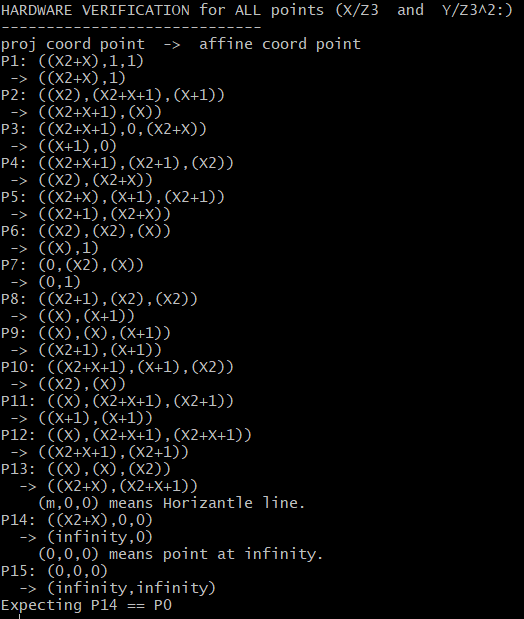 HARDWARE VERIFICATION for ALL points (X/Z3  and  Y/Z3^2:)
-----------------------------
proj coord point  ->  affine coord point
P1: ((X2+X),1,1)
 -> ((X2+X),1)
P2: ((X2),(X2+X+1),(X+1))
 -> ((X2+X+1),(X))
P3: ((X2+X+1),0,(X2+X))
 -> ((X+1),0)
P4: ((X2+X+1),(X2+1),(X2))
 -> ((X2),(X2+X))
P5: ((X2+X),(X+1),(X2+1))
 -> ((X2+1),(X2+X))
P6: ((X2),(X2),(X))
 -> ((X),1)
P7: (0,(X2),(X))
 -> (0,1)
P8: ((X2+1),(X2),(X2))
 -> ((X),(X+1))
P9: ((X),(X),(X+1))
 -> ((X2+1),(X+1))
P10: ((X2+X+1),(X+1),(X2))
 -> ((X2),(X))
P11: ((X),(X2+X+1),(X2+1))
 -> ((X+1),(X+1))
P12: ((X),(X2+X+1),(X2+X+1))
 -> ((X2+X+1),(X2+1))
P13: ((X),(X),(X2))
  -> ((X2+X),(X2+X+1))
    (m,0,0) means Horizantle line.
P14: ((X2+X),0,0)
  -> (infinity,0)
    (0,0,0) means point at infinity.
P15: (0,0,0)
  -> (infinity,infinity)
Expecting P14 == P0